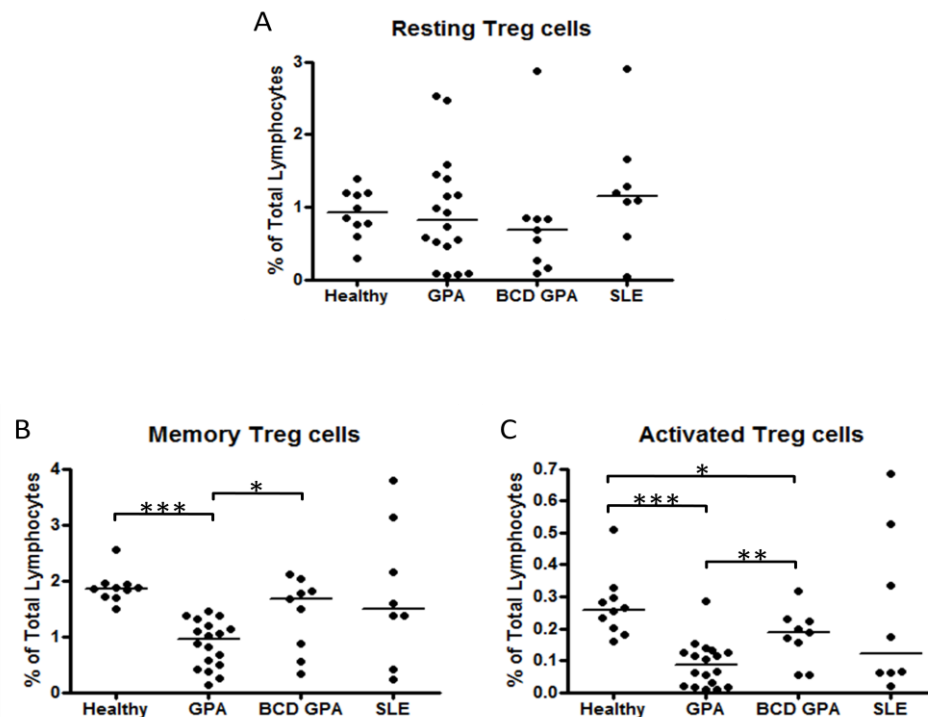 A
Resting Treg cells
% of Total Lymphocytes
3
2
1
0
Healthy GPA BCD GPA SLE
B
Memory Treg cells
% of Total Lymphocytes
4
3
2
1
0
*** *
Healthy GPA BCD GPA SLE
C
Activated Treg cells
% of Total Lymphocytes
0.7
0.6
0.5
0.4
0.3
0.2
0.1
0.0
*
***
**
Healthy GPA BCD GPA SLE